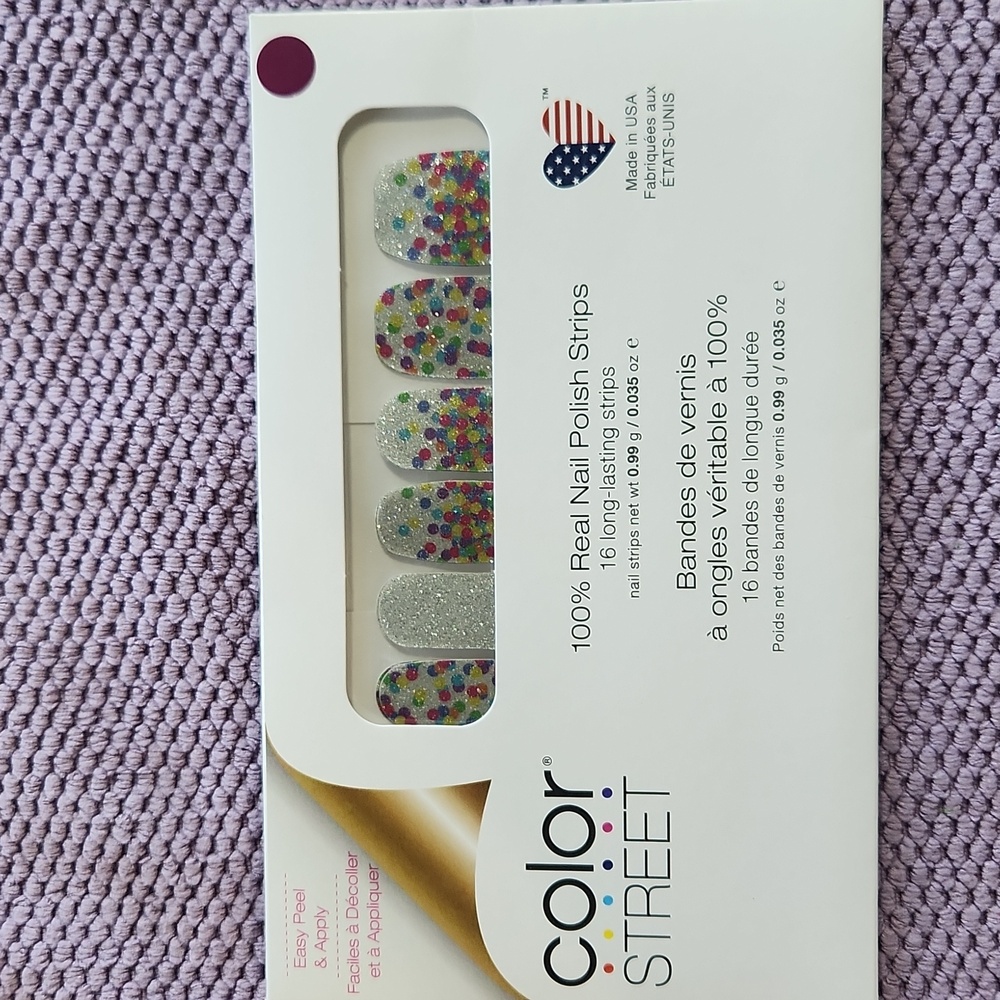 Easy Peel
& Apply
Faciles à Décoller
et à Appliquer
color®
STREET
100% Real Nail Polish Strips
16 long-lasting strips
nail strips net wt 0.99 g / 0.035 oz ℮
Bandes de vernis
à ongles véritable à 100%
16 bandes de longue durée
Poids net des bandes de vernis 0.99 g / 0.035 oz ℮
™
Made in USA
Fabriquées aux
ÉTATS-UNIS